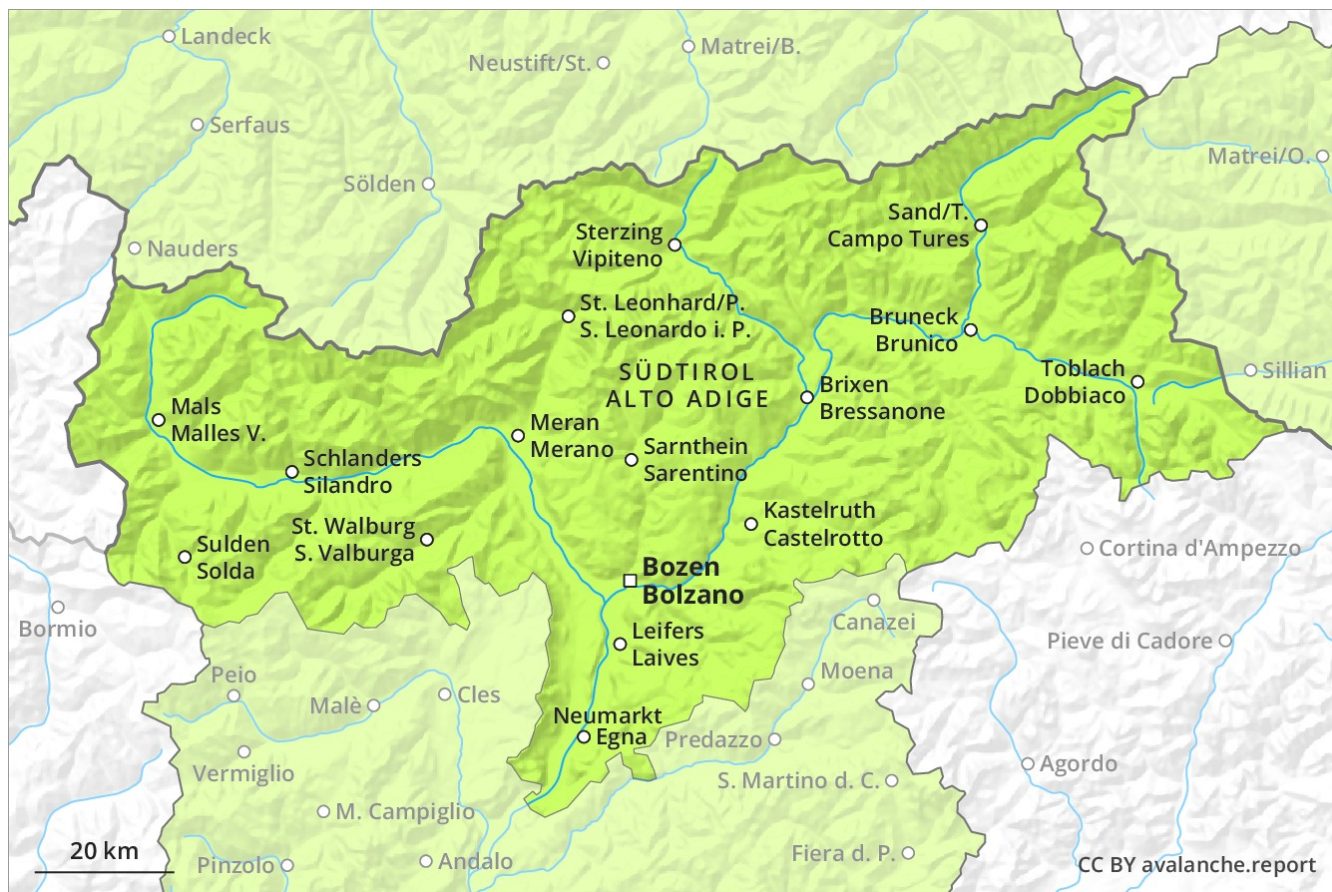 Landeck
Matrei/B.
Neustift/St.
Serfaus
Matrei/O.
Sölden
Sand/T.
Campo Tures
Sterzing
Vipiteno
Nauders
St. Leonhard/P.
S. Leonardo i. P.
Bruneck
Brunico
SÜDTIROL
ALTO ADIGE
Toblach
Dobbiaco
Sillian
Brixen
Bressanone
Mals
Malles V.
Meran
Merano
Sarnthein
Sarentino
Schlanders
Silandro
Kastelruth
Castelrotto
St. Walburg
S. Valburga
Sulden
Solda
Cortina d'Ampezzo
Bozen
Bolzano
Bormio
Canazei
Leifers
Laives
Pieve di Cadore
Peio
Moena
Malè
Cles
Neumarkt
Egna
Predazzo
Vermiglio
Agordo
S. Martino d. C.
M. Campiglio
20 km
Pinzolo
Andalo
Fiera d. P.
CC BY avalanche.report